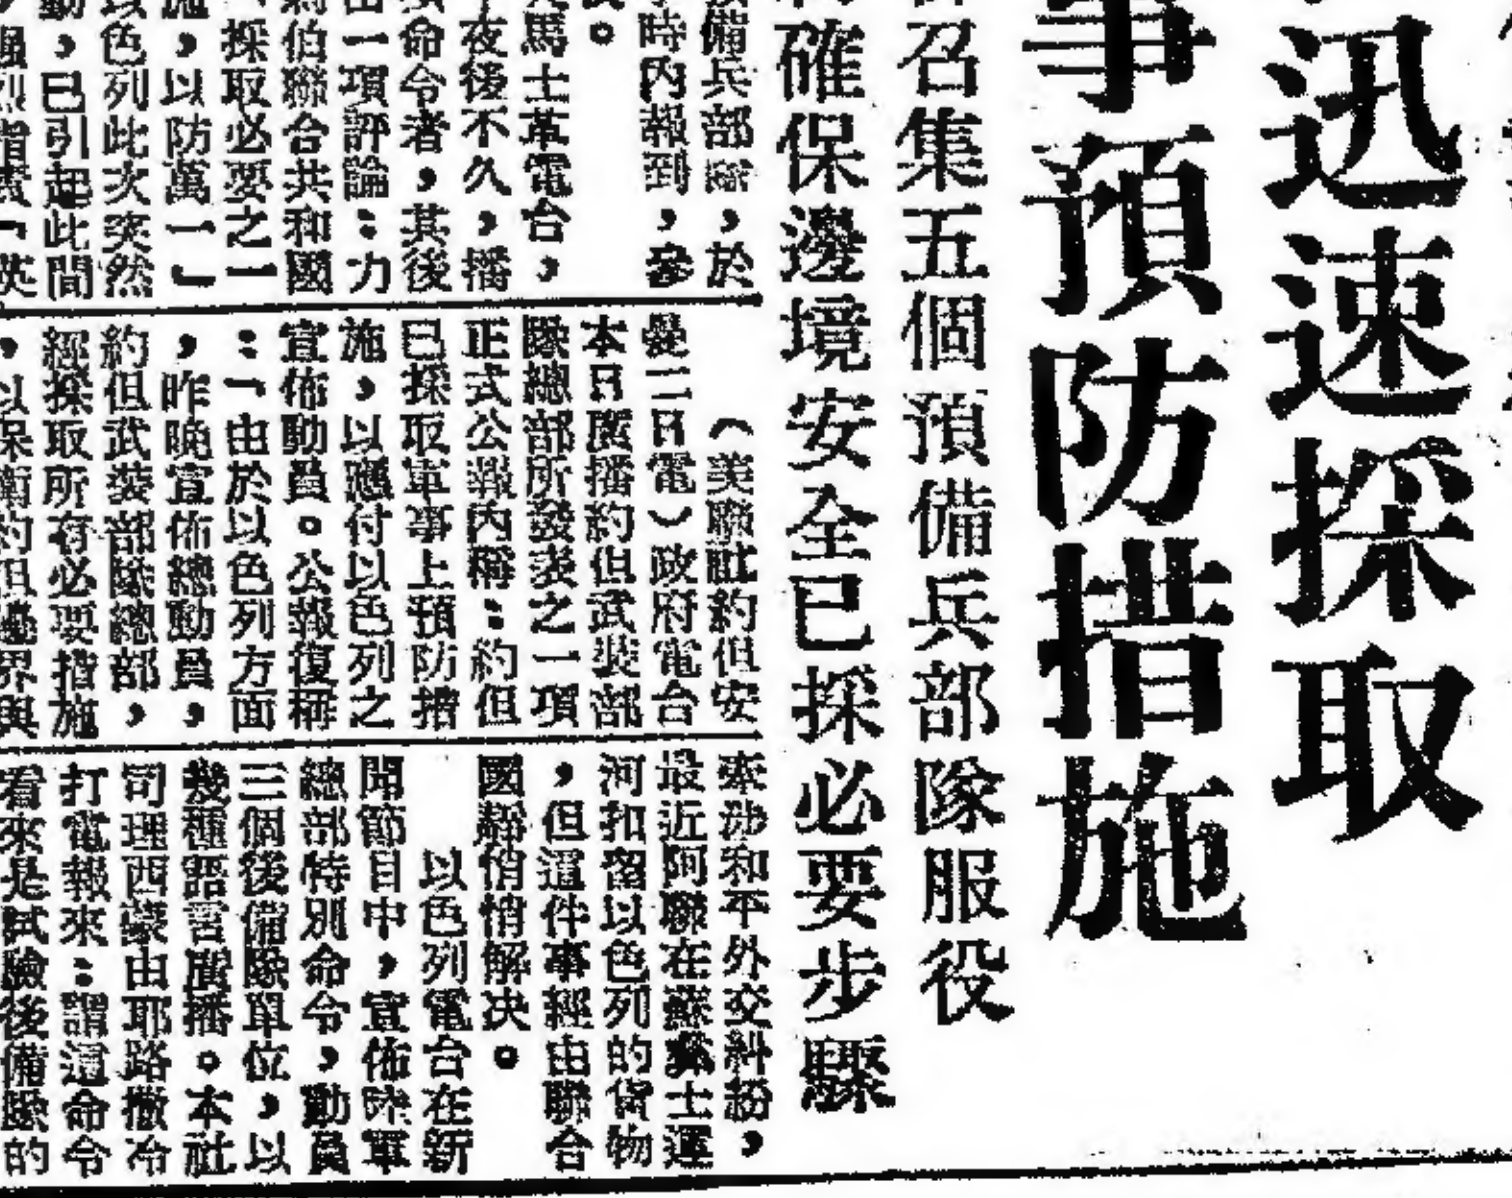 迅速探取
事預防措施
召集五個預備兵部隊服役
確保邊境安全已採必要步驟
備兵部隊,於
時內報到,參
。
馬士革電台,
夜後不久,播
命令者,其後
一項評論:力
伯聯合共和國
採取必要之一
,以防萬一」
色列此次突然
動,已引起此間
強烈指責「英
(美聯社約但安
曼二日電)政府電台
本日廣播約但武裝部
隊總部所發表之一項
正式公報內稱:約但
已採取軍事上預防措
施,以應付以色列之
宣佈動員。公報復稱
:「由於以色列方面
,昨晚宣佈總動員,
約但武裝部隊總部,
經採取所有必要措施
,以保衛約但邊界與
牽涉和平外交糾紛,
最近阿聯在蘇彝士運
河扣留以色列的貨物
,但這件事經由聯合
國靜悄悄解决。
以色列電台在新
聞節目中,宣佈陸軍
總部特別命令,動員
三個後備隊單位,以
幾種語言廣播。本社
司理西蒙由耶路撒冷
打電報來:謂這命令
看來是試驗後備隊的